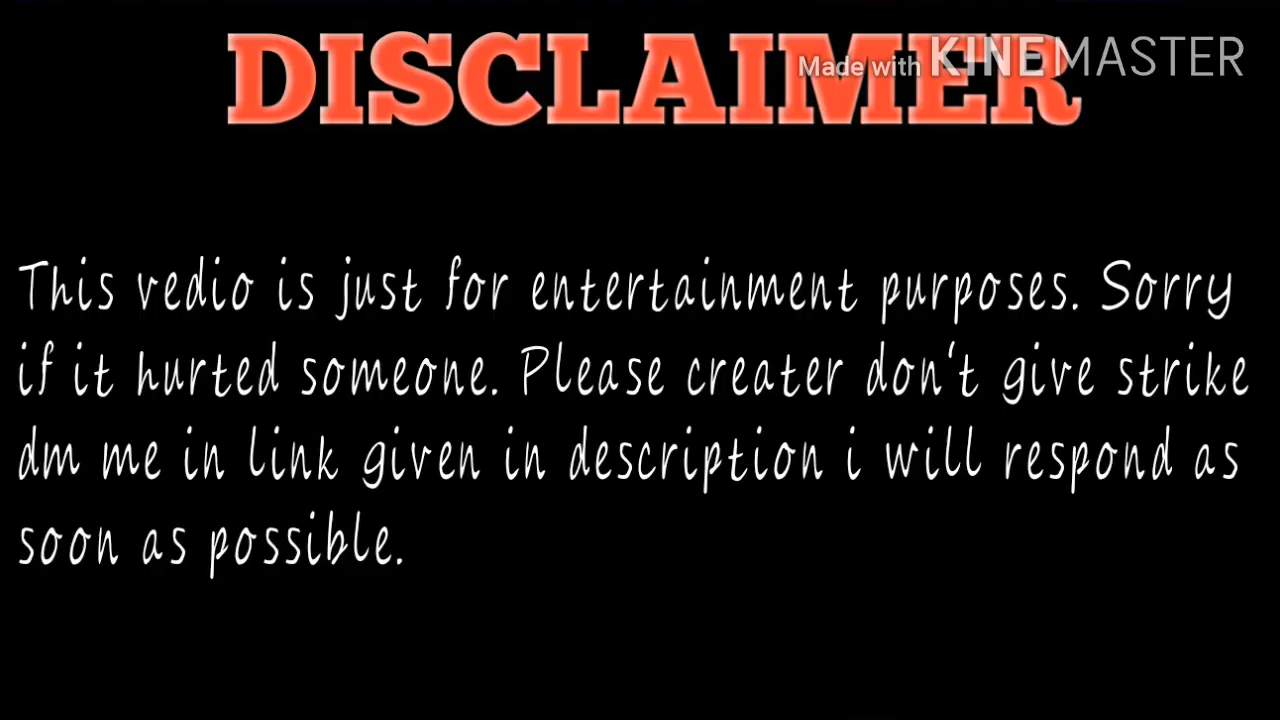 DISCLAIMER
Made with KINEMASTER
This vedio is just for entertainment purposes. Sorry
if it hurted someone. Please creater don't give strike
dm me in link given in description i will respond as
soon as possible.